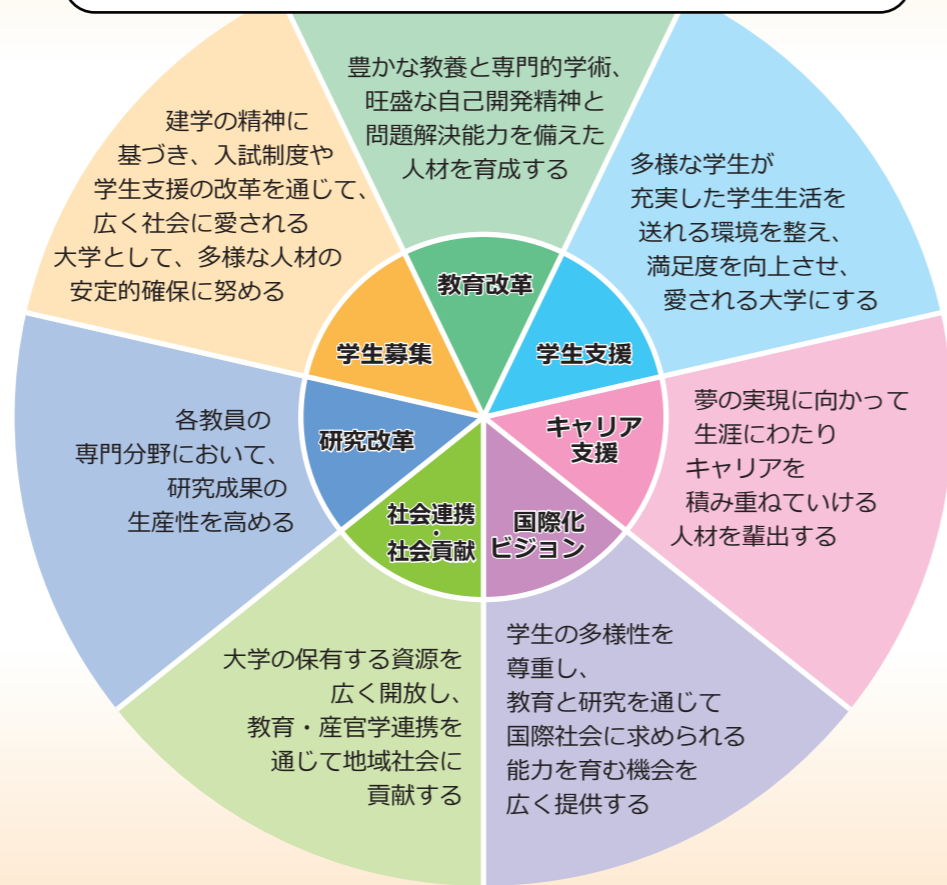 豊かな教養と専門的学術、
旺盛な自己開発精神と
問題解決能力を備えた
人材を育成する
教育改革
多様な学生が
充実した学生生活を
送れる環境を整え、
満足度を向上させ、
愛される大学にする
学生支援
夢の実現に向かって
生涯にわたり
キャリアを
積み重ねていける
人材を輩出する
キャリア
支援
学生の多様性を
尊重し、
教育と研究を通じて
国際社会に求められる
能力を育む機会を
広く提供する
国際化
ビジョン
大学の保有する資源を
広く開放し、
教育・産官学連携を
通じて地域社会に
貢献する
社会連携
・
社会貢献
各教員の
専門分野において、
研究成果の
生産性を高める
研究改革
建学の精神に
基づき、入試制度や
学生支援の改革を通じて、
広く社会に愛される
大学として、多様な人材の
安定的確保に努める
学生募集